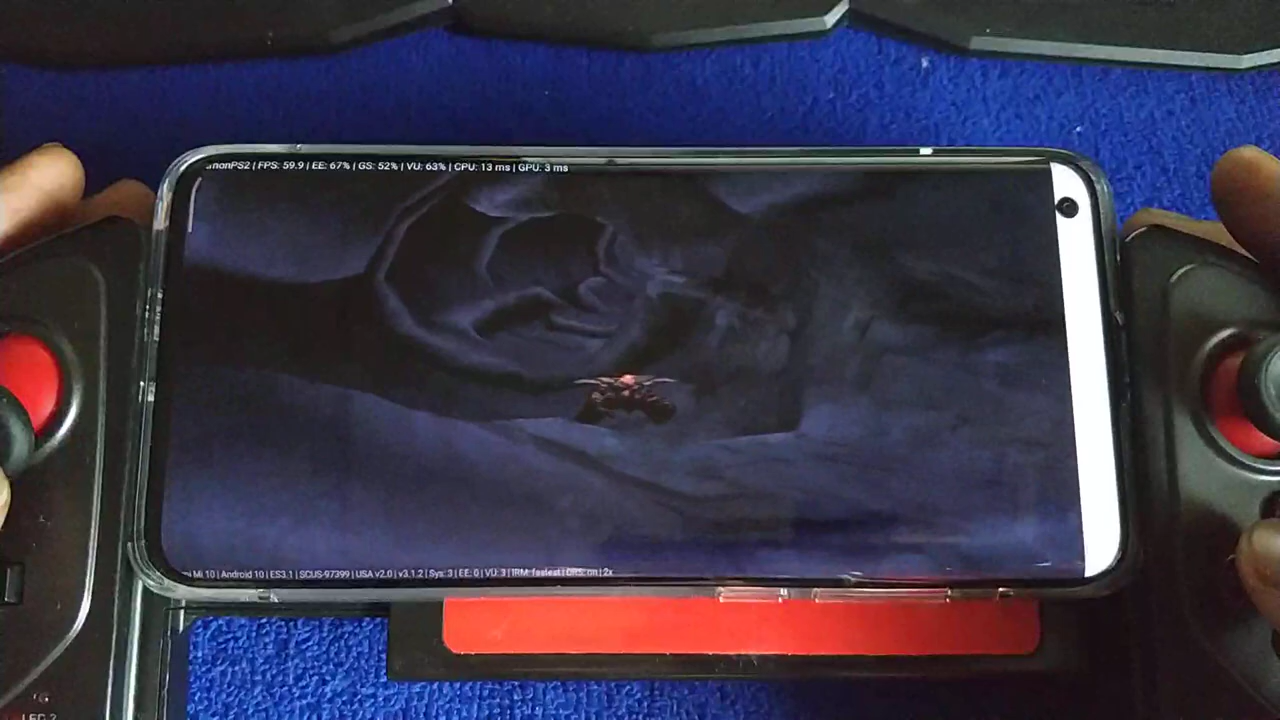 FPS: 59.9 | EE: 67% | GS: 52% | VU: 63% | CPU: 13 ms | GPU: 3 ms
Mi 10 | Android 10 | ES3.1 | SCUS-97399 | USA v2.0 | v3.1.2 | Sys: 3 | EE: 0 | VU: 3 | IRM: fastest | DRS: on | 2x